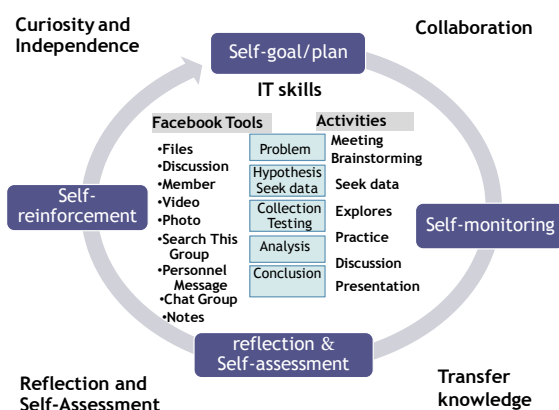 Curiosity and
Independence
Collaboration
Self-goal/plan
IT skills
Facebook Tools
•Files
•Discussion
•Member
•Video
•Photo
•Search This
Group
•Personnel
Message
•Chat Group
•Notes
Problem
Hypothesis
Seek data
Collection
Testing
Analysis
Conclusion
Activities
Meeting
Brainstorming
Seek data
Explores
Practice
Discussion
Presentation
Self-
reinforcement
Self-monitoring
reflection &
Self-assessment
Reflection and
Self-Assessment
Transfer
knowledge